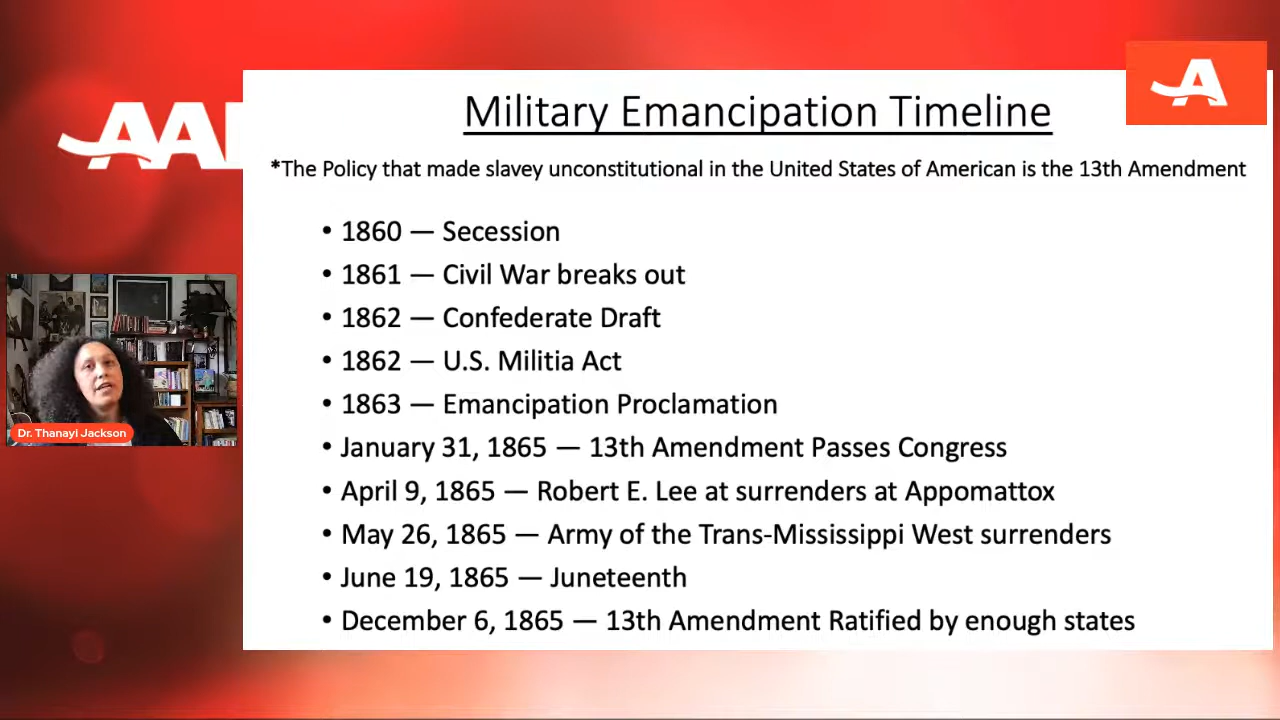 AAI
A
Military Emancipation Timeline
*The Policy that made slavey unconstitutional in the United States of American is the 13th Amendment
• 1860 — Secession
• 1861 — Civil War breaks out
• 1862 — Confederate Draft
• 1862 — U.S. Militia Act
• 1863 — Emancipation Proclamation
• January 31, 1865 — 13th Amendment Passes Congress
• April 9, 1865 — Robert E. Lee at surrenders at Appomattox
• May 26, 1865 — Army of the Trans-Mississippi West surrenders
• June 19, 1865 — Juneteenth
• December 6, 1865 — 13th Amendment Ratified by enough states
Dr. Thanayi Jackson